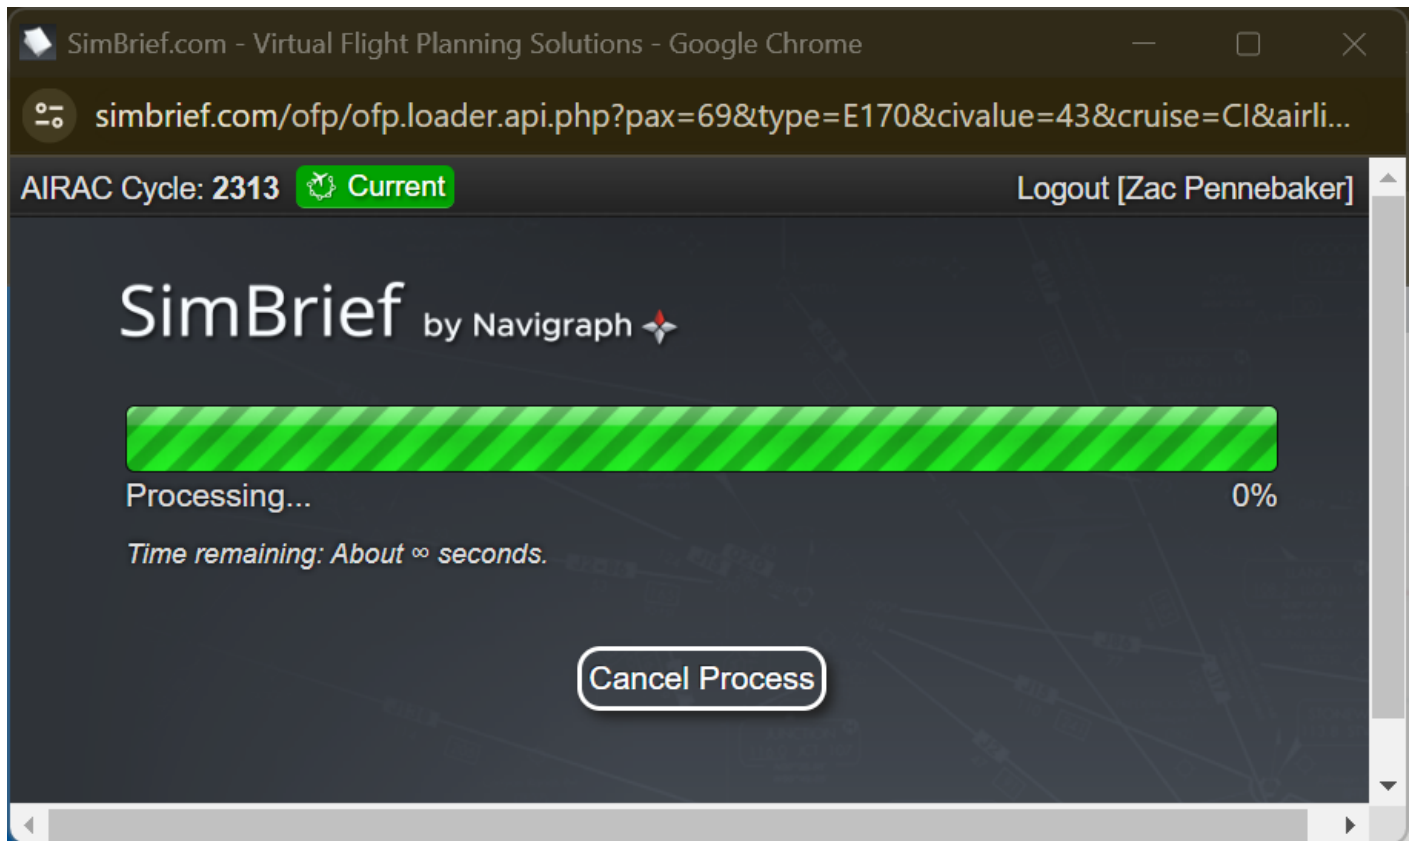 SimBrief.com - Virtual Flight Planning Solutions - Google Chrome
simbrief.com/ofp/ofp.loader.api.php?pax=69&type=E170&civalue=43&cruise=CI&airli...
AIRAC Cycle: 2313 Current Logout [Zac Pennebaker]
SimBrief by Navigraph
Processing... 0%
Time remaining: About ∞ seconds.
Cancel Process